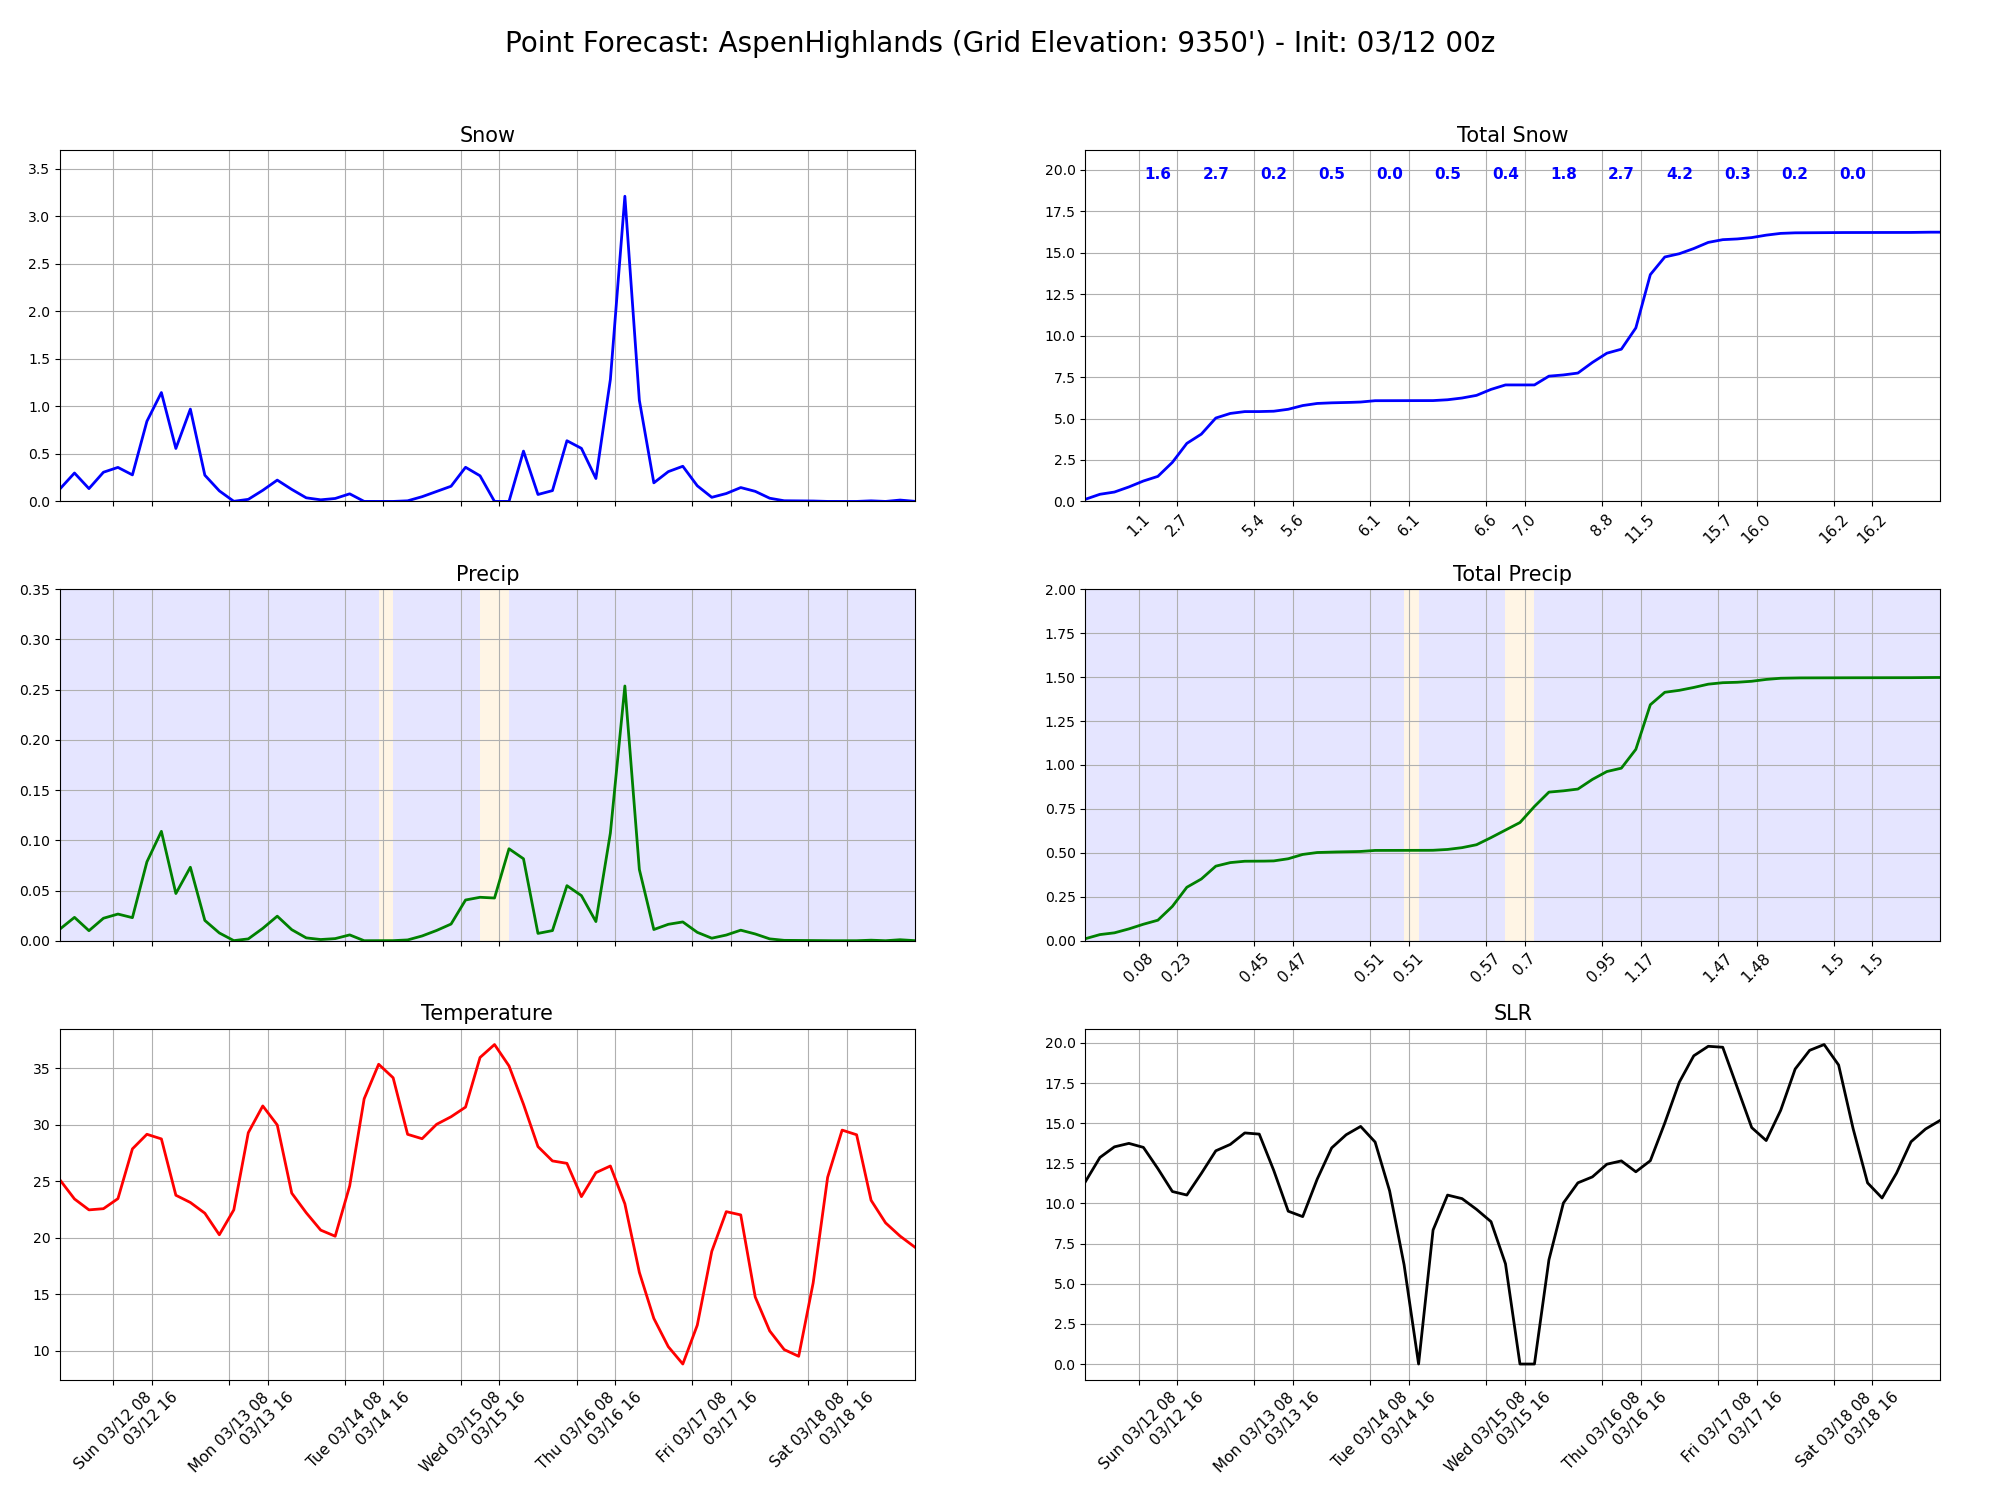 Point Forecast: AspenHighlands (Grid Elevation: 9350') - Init: 03/12 00z
Snow
3.5
3.0
2.5
2.0
1.5
1.0
0.5
0.0
Total Snow
20.0
17.5
15.0
12.5
10.0
7.5
5.0
2.5
0.0
1.6 2.7 0.2 0.5 0.0 0.5 0.4 1.8 2.7 4.2 0.3 0.2 0.0
1.1 2.7 5.4 5.6 6.1 6.1 6.6 7.0 8.8 11.5 15.7 16.0 16.2 16.2
Precip
0.35
0.30
0.25
0.20
0.15
0.10
0.05
0.00
Total Precip
2.00
1.75
1.50
1.25
1.00
0.75
0.50
0.25
0.00
0.08 0.23 0.45 0.47 0.51 0.51 0.57 0.7 0.95 1.17 1.47 1.48 1.5 1.5
Temperature
35
30
25
20
15
10
Sun 03/12 08
03/12 16
Mon 03/13 08
03/13 16
Tue 03/14 08
03/14 16
Wed 03/15 08
03/15 16
Thu 03/16 08
03/16 16
Fri 03/17 08
03/17 16
Sat 03/18 08
03/18 16
SLR
20.0
17.5
15.0
12.5
10.0
7.5
5.0
2.5
0.0
Sun 03/12 08
03/12 16
Mon 03/13 08
03/13 16
Tue 03/14 08
03/14 16
Wed 03/15 08
03/15 16
Thu 03/16 08
03/16 16
Fri 03/17 08
03/17 16
Sat 03/18 08
03/18 16